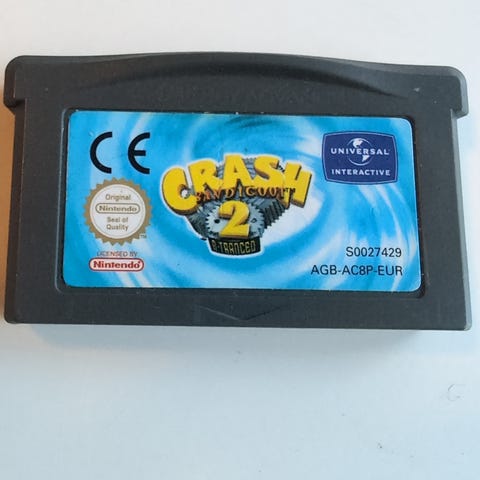 CE
CRASH
BANDICOOT
2
N-TRANCED
UNIVERSAL
INTERACTIVE
Original
Nintendo
Seal of
Quality
TM
LICENSED BY
Nintendo
S0027429
AGB-AC8P-EUR